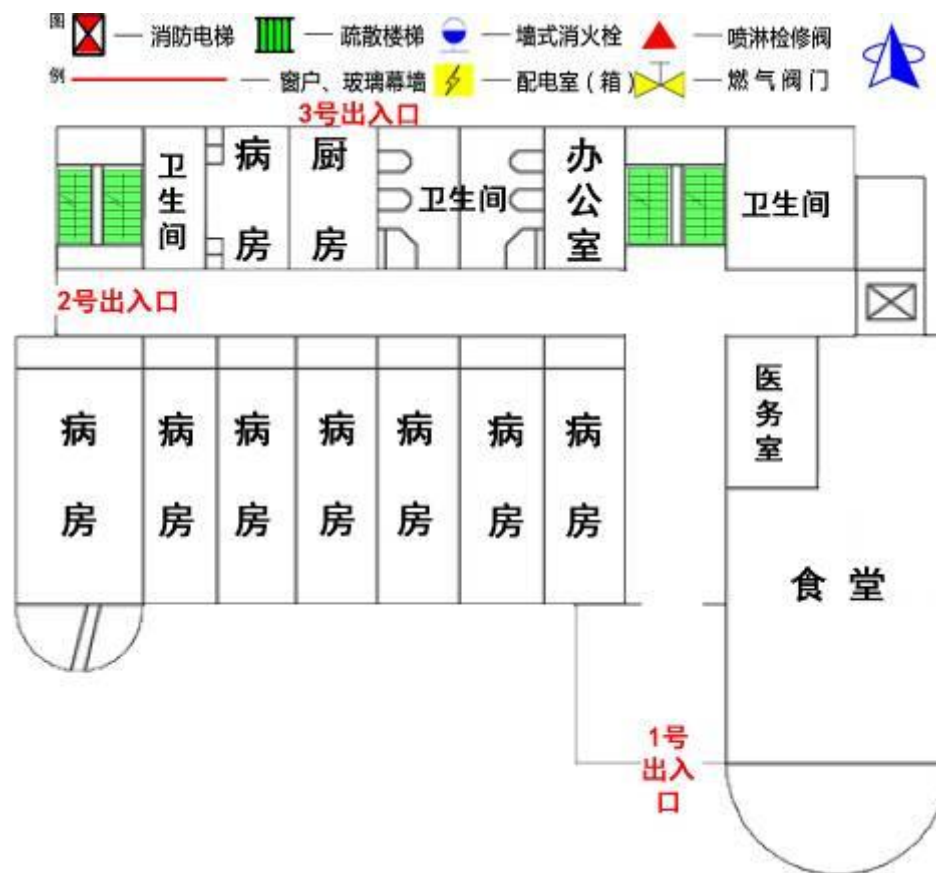 图 消防电梯 疏散楼梯 墙式消火栓 喷淋检修阀
例 窗户、玻璃幕墙 配电室（箱） 燃气阀门
3号出入口
卫生间
病房
厨房
卫生间
办公室
卫生间
2号出入口
病房
病房
病房
病房
病房
病房
病房
医务室
食堂
1号
出入
口